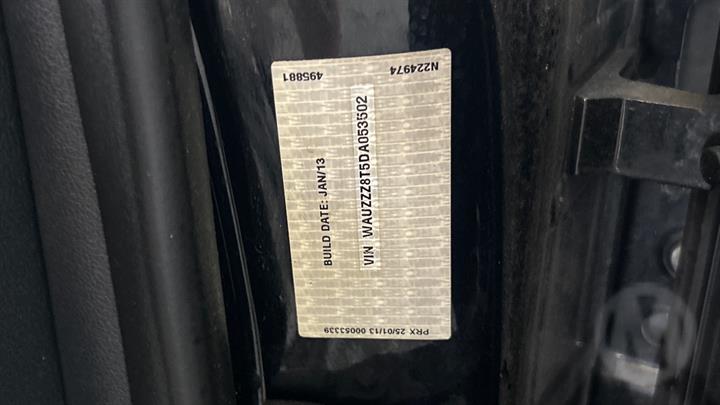 495881 N224974
BUILD DATE: JAN/13
VIN WAUZZZ8T5DA053502
PRX 25/01/13 00053339